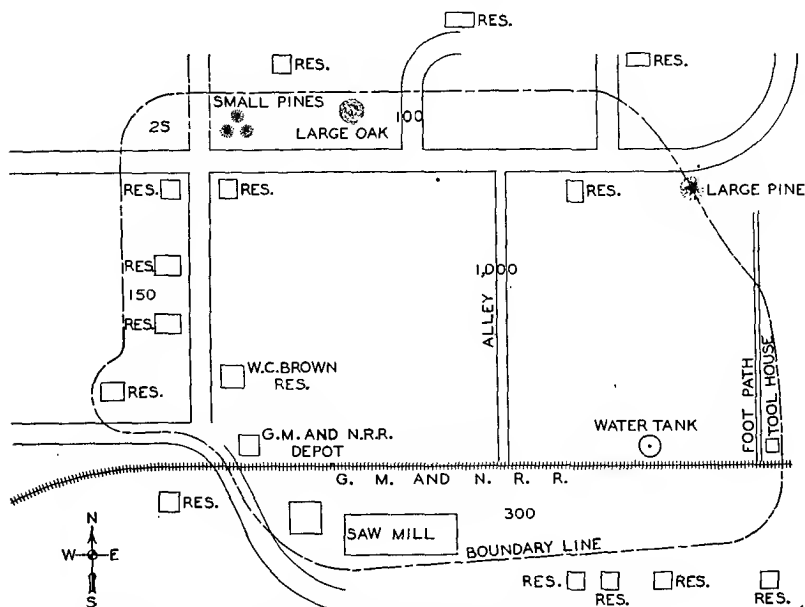 RES.
RES.
RES.
SMALL PINES
100
2S
LARGE OAK
RES.
RES.
RES.
LARGE PINE
RES.
1,000
150
ALLEY
RES.
W.C. BROWN
RES.
RES.
FOOT PATH
TOOL HOUSE
WATER TANK
G.M. AND N.R.R.
DEPOT
G. M. AND N. R. R.
RES.
300
SAW MILL
BOUNDARY LINE
N
W E
S
RES.
RES.
RES.
RES.